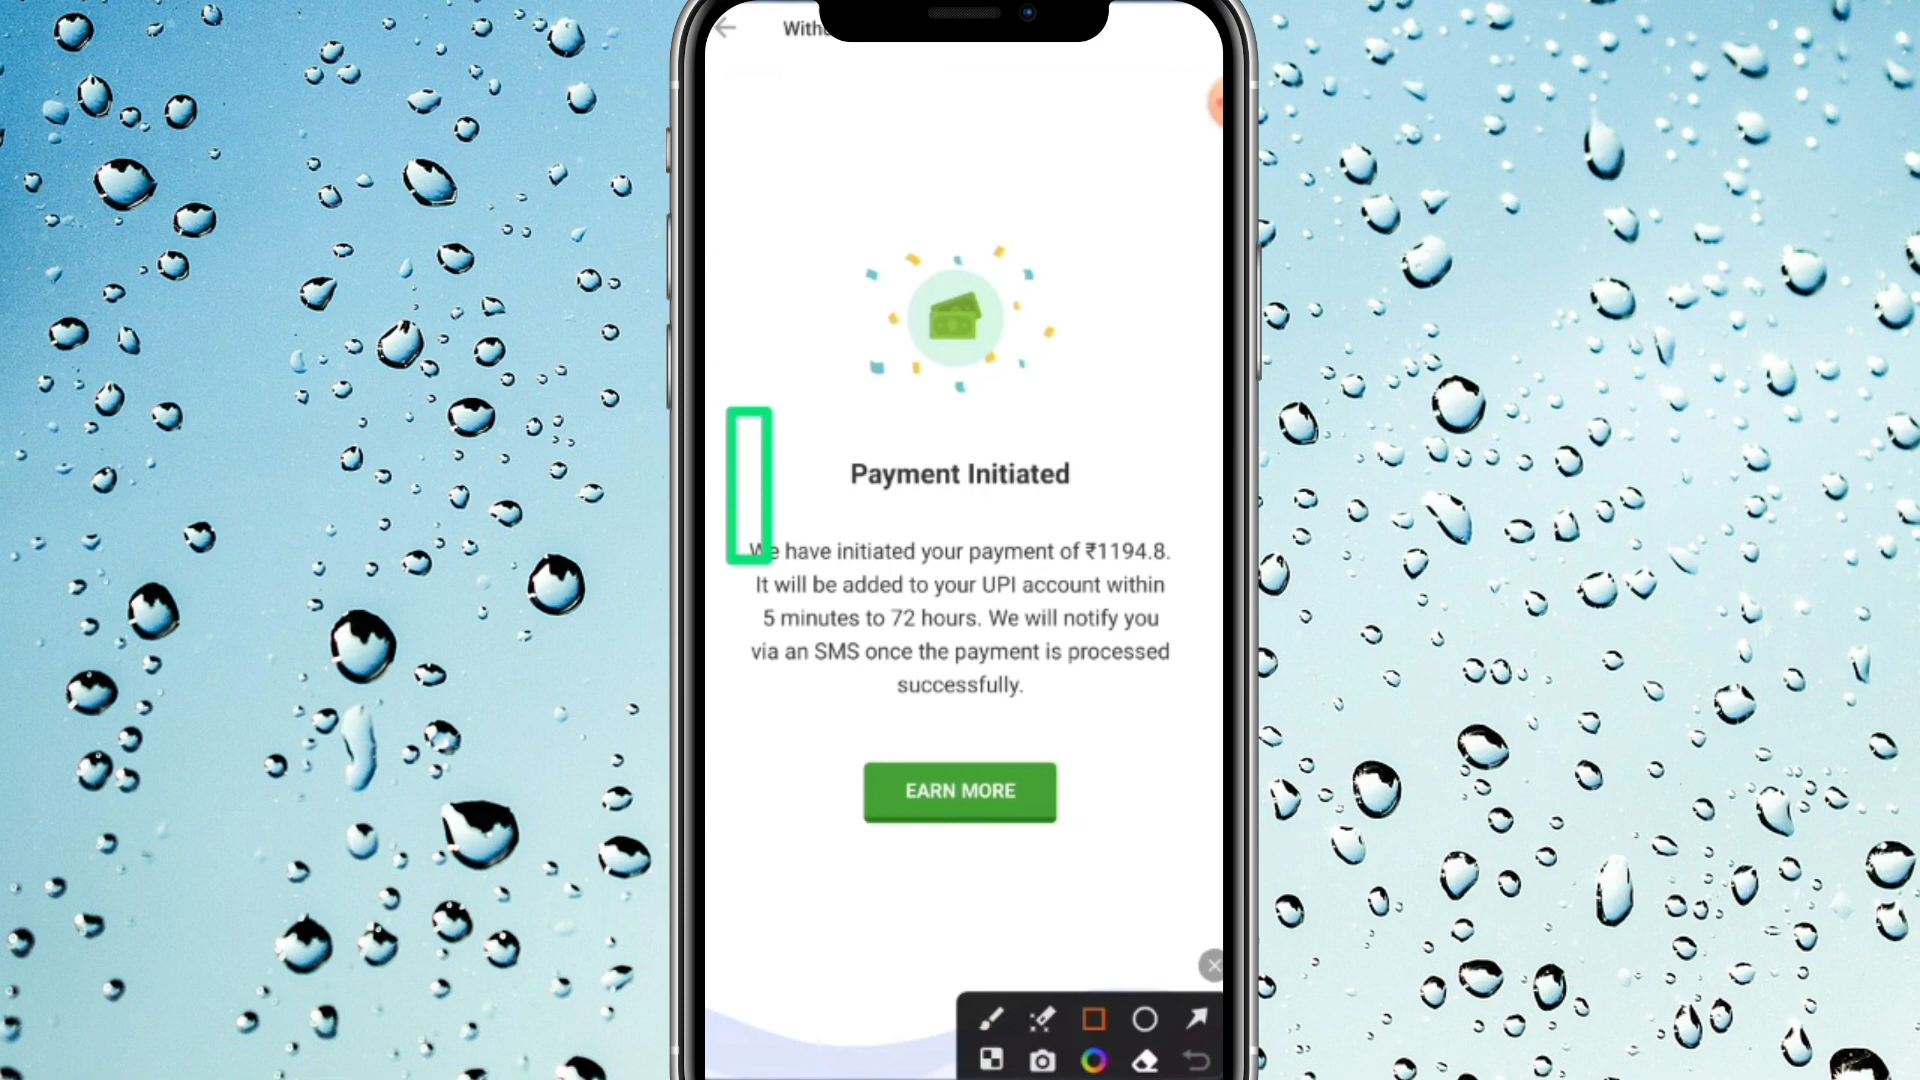 Payment Initiated
We have initiated your payment of ₹1194.8.
It will be added to your UPI account within
5 minutes to 72 hours. We will notify you
via an SMS once the payment is processed
successfully.
EARN MORE